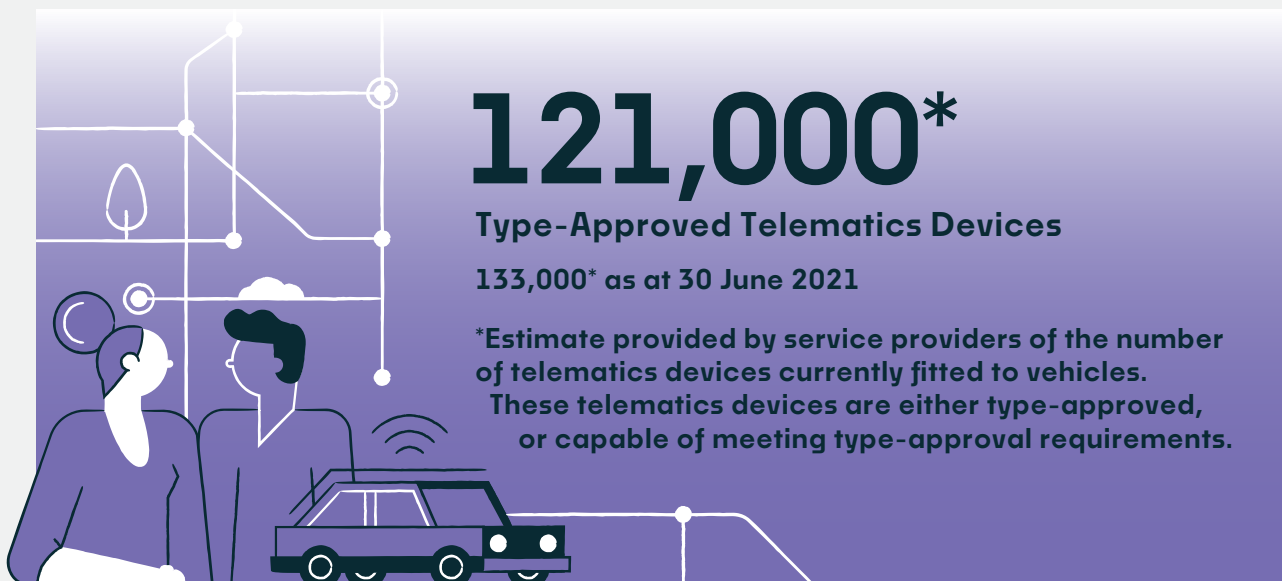 121,000*
Type-Approved Telematics Devices
133,000* as at 30 June 2021
*Estimate provided by service providers of the number
of telematics devices currently fitted to vehicles.
These telematics devices are either type-approved,
or capable of meeting type-approval requirements.